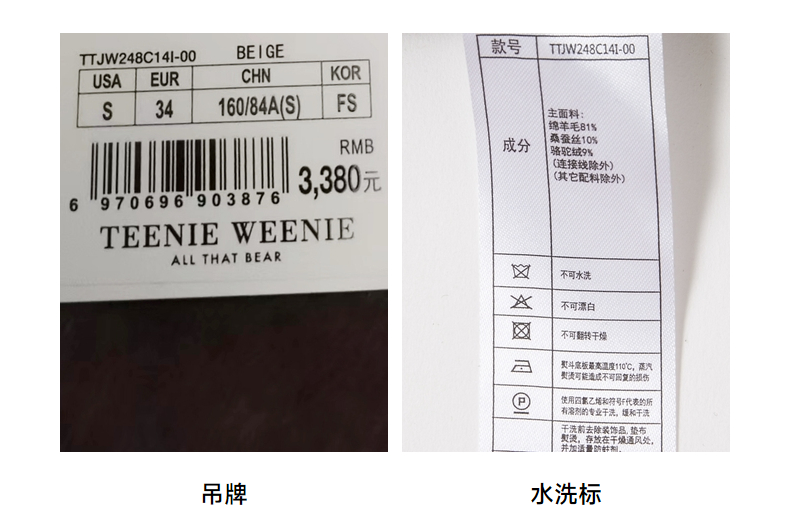 TTJW248C14I-00 BEIGE
USA EUR CHN KOR
S 34 160/84A(S) FS
RMB
3,380元
6 970696 903876
TEENIE WEENIE
ALL THAT BEAR
吊牌
款号 TTJW248C14I-00
成分
主面料:
绵羊毛81%
桑蚕丝10%
骆驼绒9%
(连接线除外)
(其它配料除外)
不可水洗
不可漂白
不可翻转干燥
熨斗底板最高温度110℃，蒸汽
熨烫可能造成不可回复的损伤
P
使用四氯乙烯和符号F代表的所
有溶剂的专业干洗，缓和干洗
干洗前去除装饰品，垫布
熨烫，存放在干燥通风处，
并加适量防蛀剂。
水洗标